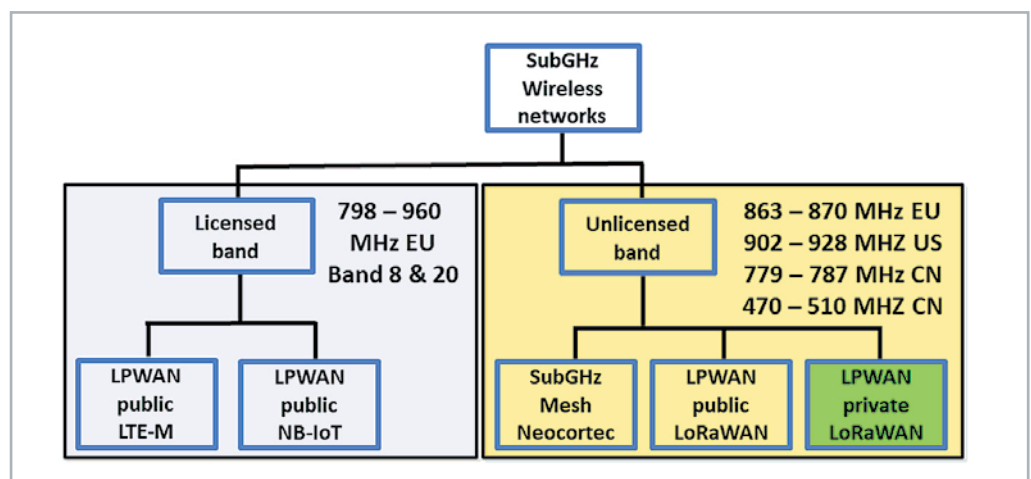 SubGHz
Wireless
networks
Licensed
band
798 – 960
MHz EU
Band 8 & 20
Unlicensed
band
863 – 870 MHz EU
902 – 928 MHZ US
779 – 787 MHz CN
470 – 510 MHZ CN
LPWAN
public
LTE-M
LPWAN
public
NB-IoT
SubGHz
Mesh
Neocortec
LPWAN
public
LoRaWAN
LPWAN
private
LoRaWAN